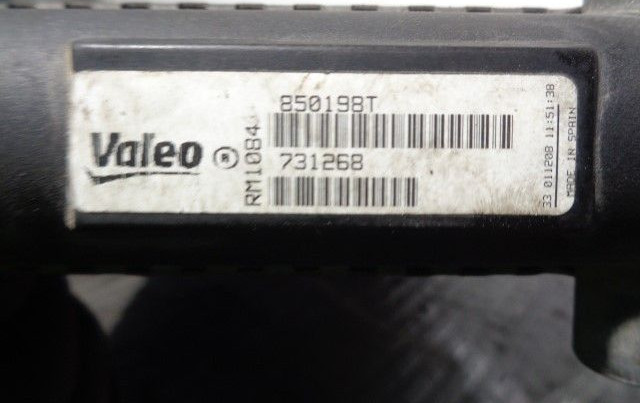 Valeo ®
RM1084
850198T
731268
33 011208 11:51:38
MADE IN SPAIN